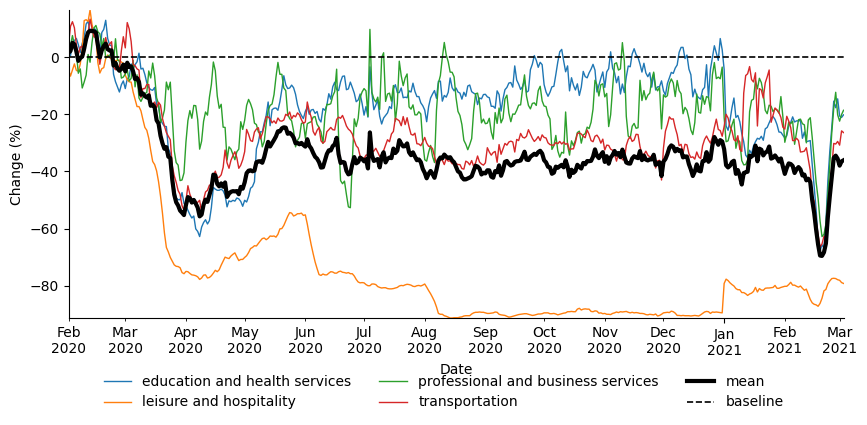 Change (%)
0
−20
−40
−60
−80
Feb Mar Apr May Jun Jul Aug Sep Oct Nov Dec Jan Feb Mar
2020 2020 2020 2020 2020 2020 2020 2020 2020 2020 2020 2021 2021 2021
Date
education and health services professional and business services mean
leisure and hospitality transportation baseline